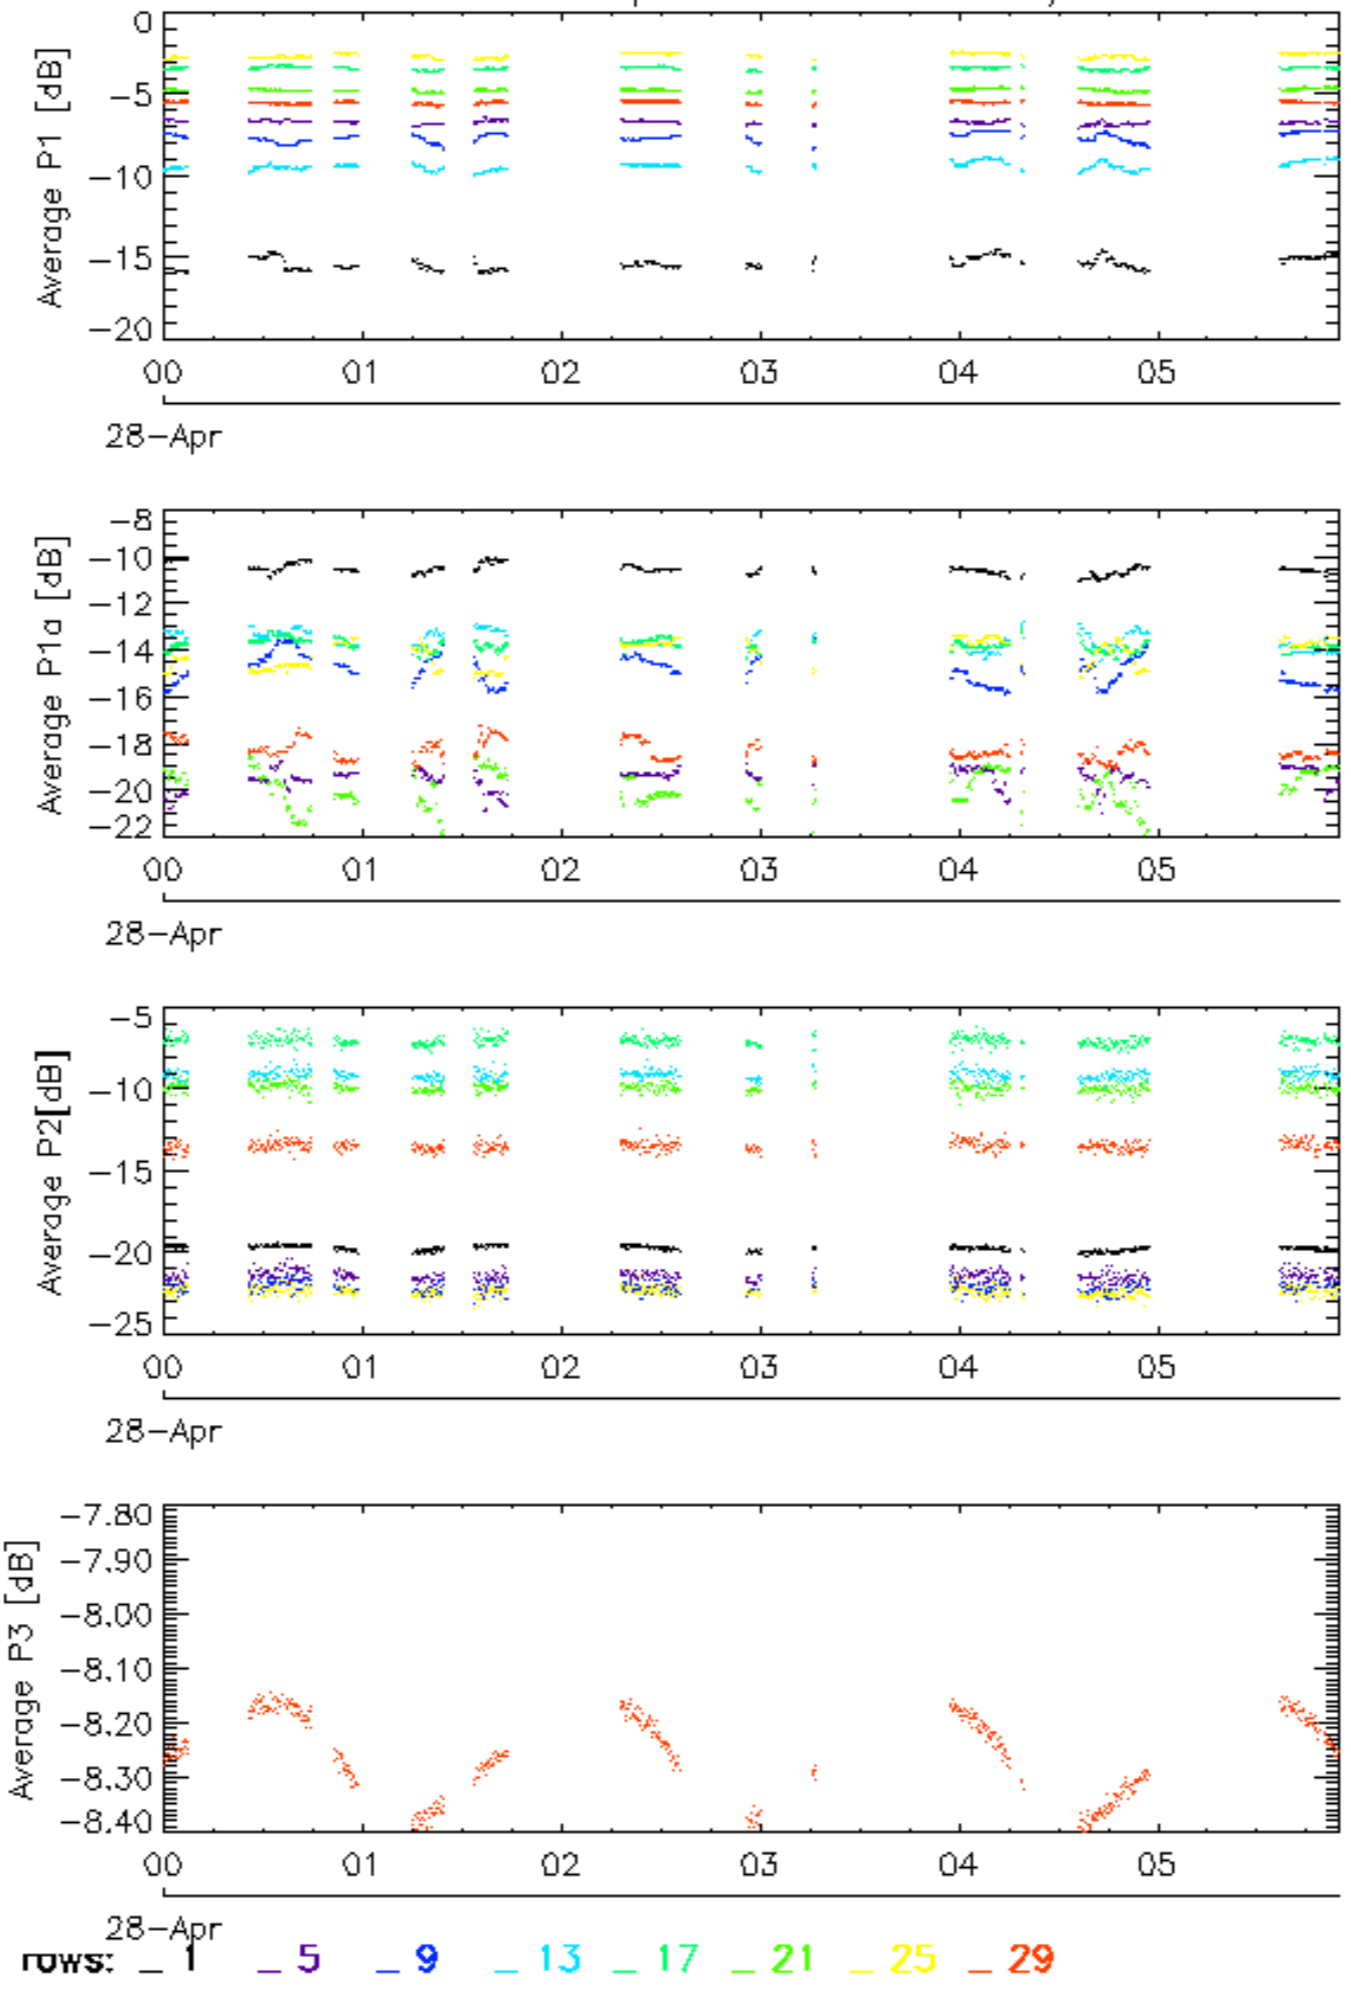 0
−5
−10
−15
−20
Average P1 [dB]
00 01 02 03 04 05
28−Apr
−8
−10
−12
−14
−16
−18
−20
−22
Average P1a [dB]
00 01 02 03 04 05
28−Apr
−5
−10
−15
−20
−25
Average P2[dB]
00 01 02 03 04 05
28−Apr
−7.80
−7.90
−8.00
−8.10
−8.20
−8.30
−8.40
Average P3 [dB]
00 01 02 03 04 05
28−Apr
rows: _ 1 _ 5 _ 9 _ 13 _ 17 _ 21 _ 25 _ 29